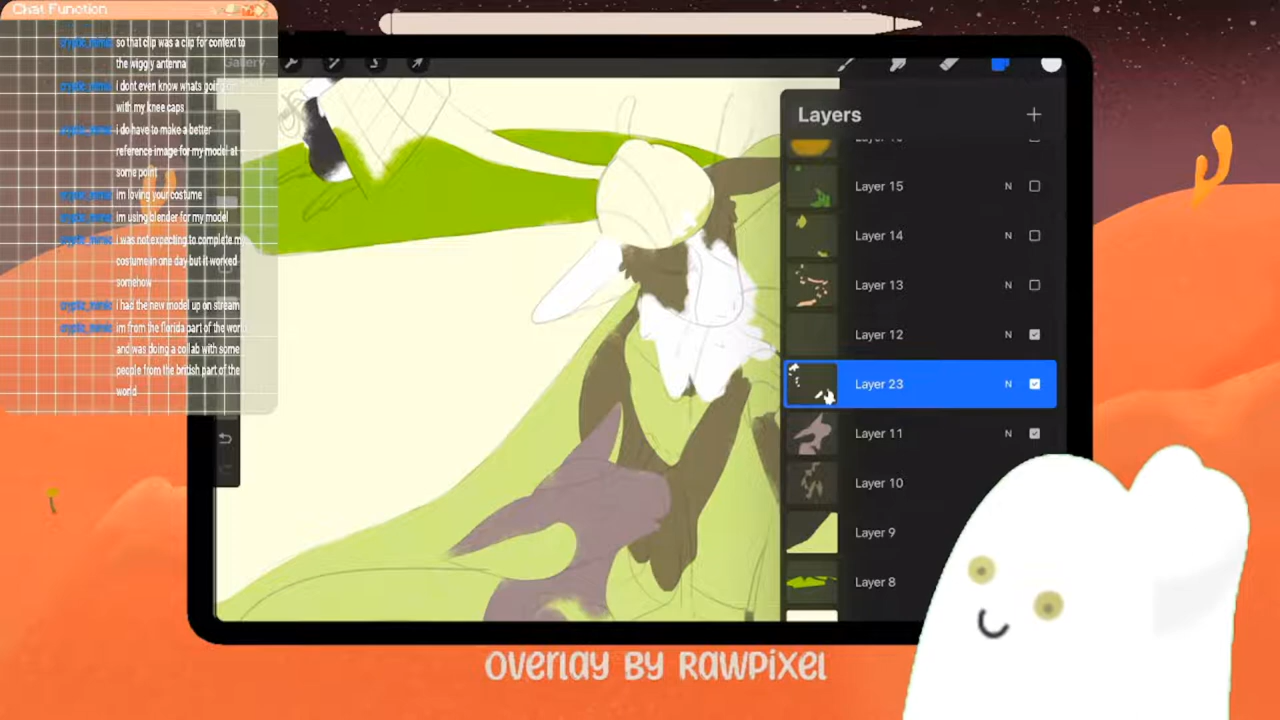 Chat Function
so that clip was a clip for context to
the wiggly antenna
i dont even know whats going on
with my knee caps
i do have to make a better
reference image for my model at
some point
im loving your costume
im using blender for my model
i was not expecting to complete my
costume in one day but it worked
somehow
i had the new model up on stream
im from the florida part of the world
and was doing a collab with some
people from the british part of the
world
Gallery
Layers
Layer 15 N
Layer 14 N
Layer 13 N
Layer 12 N
Layer 23 N
Layer 11 N
Layer 10
Layer 9
Layer 8
OVERLAY BY RAWPIXEL